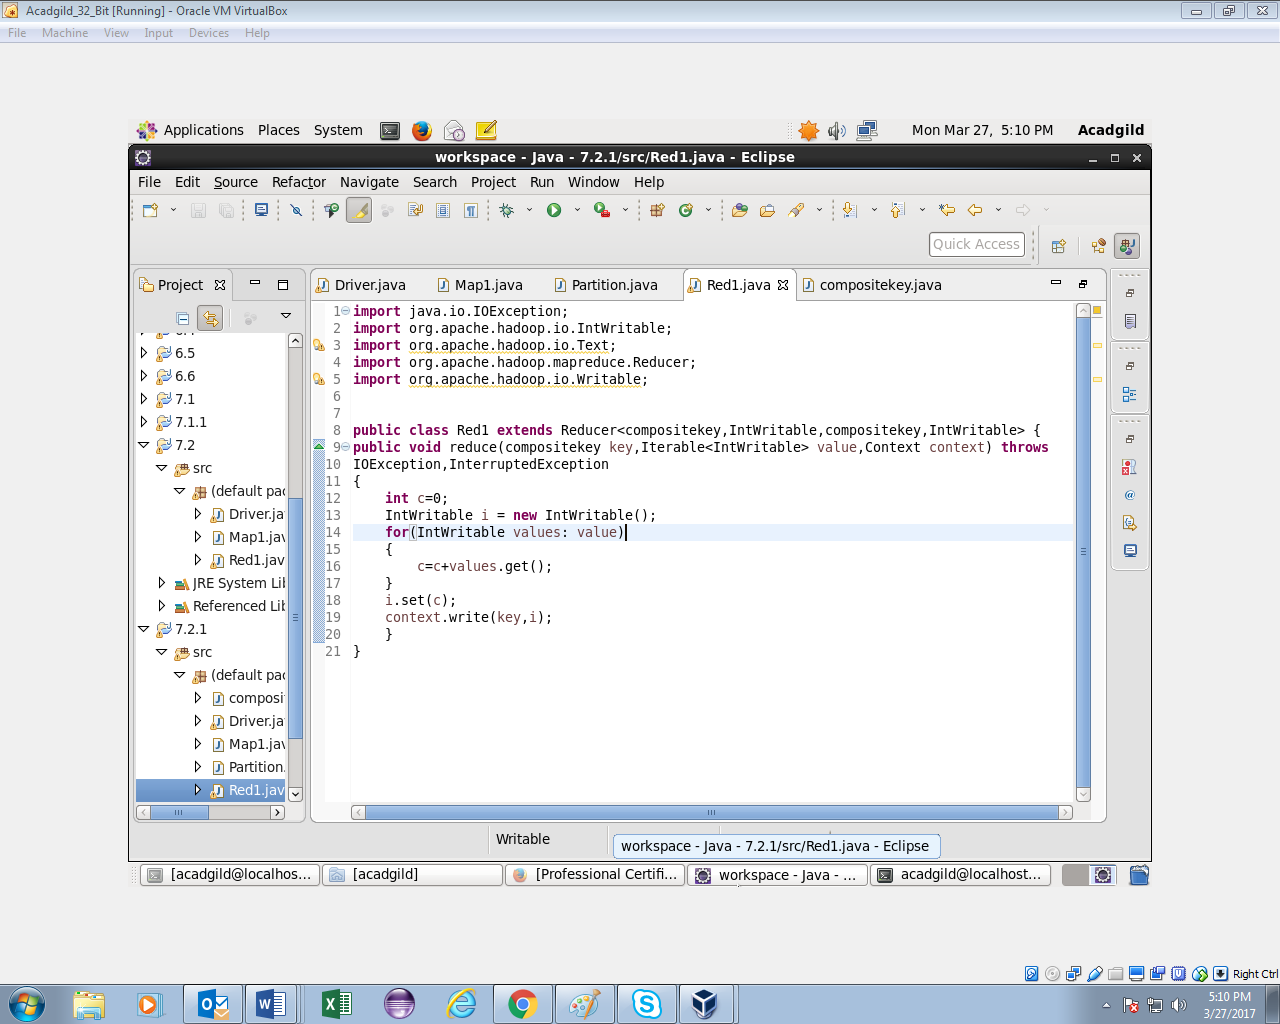 Acadgild_32_Bit [Running] - Oracle VM VirtualBox
File Machine View Input Devices Help
Applications Places System Mon Mar 27, 5:10 PM Acadgild
workspace - Java - 7.2.1/src/Red1.java - Eclipse
File Edit Source Refactor Navigate Search Project Run Window Help
Quick Access
Project
Driver.java Map1.java Partition.java Red1.java compositekey.java
6.5
6.6
7.1
7.1.1
7.2
src
(default pac
Driver.ja
Map1.jav
Red1.jav
JRE System Lib
Referenced Lib
7.2.1
src
(default pac
composit
Driver.ja
Map1.jav
Partition.
Red1.jav
1 import java.io.IOException;
2 import org.apache.hadoop.io.IntWritable;
3 import org.apache.hadoop.io.Text;
4 import org.apache.hadoop.mapreduce.Reducer;
5 import org.apache.hadoop.io.Writable;
6
7
8 public class Red1 extends Reducer<compositekey,IntWritable,compositekey,IntWritable> {
9 public void reduce(compositekey key,Iterable<IntWritable> value,Context context) throws
10 IOException,InterruptedException
11 {
12 int c=0;
13 IntWritable i = new IntWritable();
14 for(IntWritable values: value)
15 {
16 c=c+values.get();
17 }
18 i.set(c);
19 context.write(key,i);
20 }
21 }
Writable
workspace - Java - 7.2.1/src/Red1.java - Eclipse
[acadgild@localhos... [acadgild] [Professional Certifi... workspace - Java - ... acadgild@localhost...
Right Ctrl
5:10 PM
3/27/2017